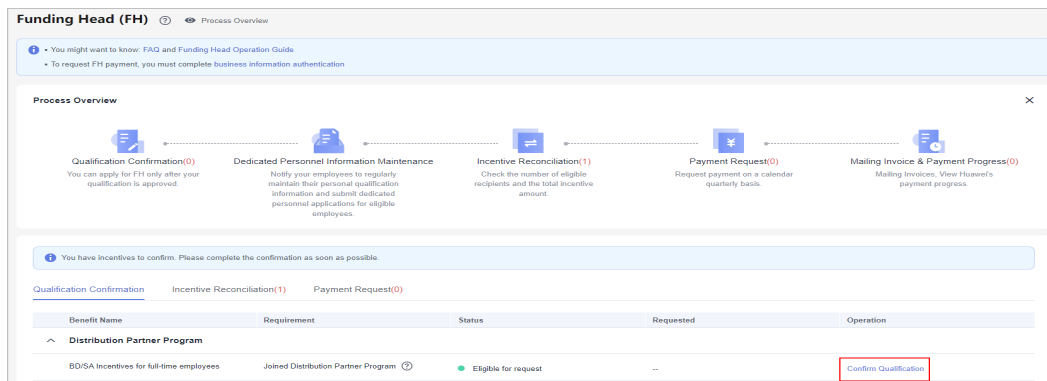 Funding Head (FH) Process Overview
• You might want to know: FAQ and Funding Head Operation Guide
• To request FH payment, you must complete business information authentication
Process Overview
Qualification Confirmation(0)
You can apply for FH only after your
qualification is approved.
Dedicated Personnel Information Maintenance
Notify your employees to regularly
maintain their personal qualification
information and submit dedicated
personnel applications for eligible
employees.
Incentive Reconciliation(1)
Check the number of eligible
recipients and the total incentive
amount.
Payment Request(0)
Request payment on a calendar
quarterly basis.
Mailing Invoice & Payment Progress(0)
Mailing Invoices, View Huawei's
payment progress.
You have incentives to confirm. Please complete the confirmation as soon as possible.
Qualification Confirmation Incentive Reconciliation(1) Payment Request(0)
Benefit Name Requirement Status Requested Operation
Distribution Partner Program
BD/SA Incentives for full-time employees Joined Distribution Partner Program Eligible for request -- Confirm Qualification